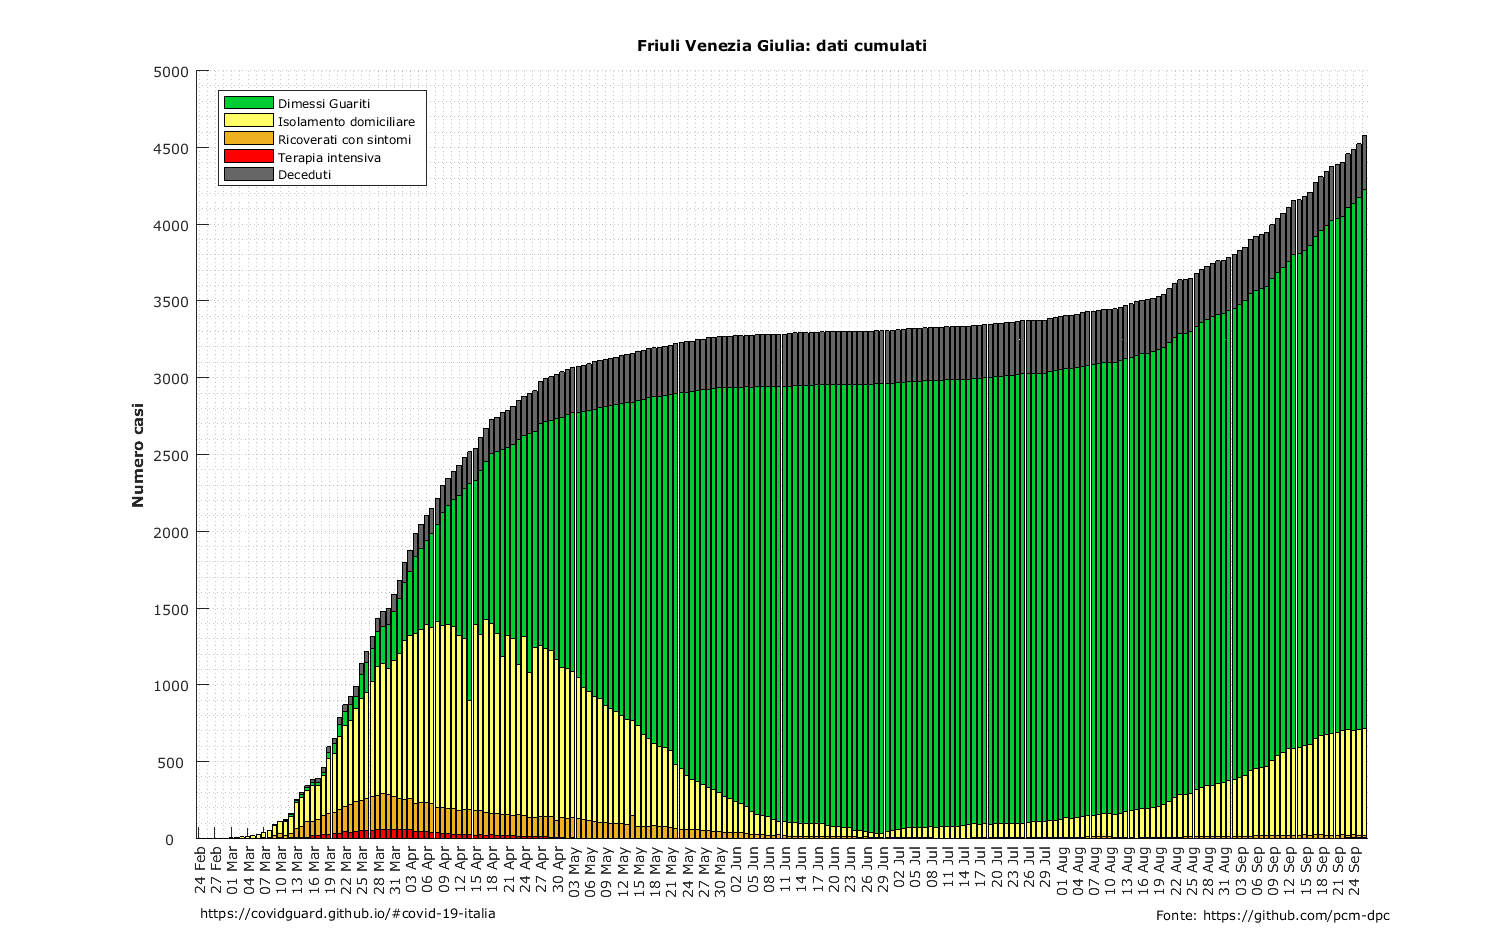 Friuli Venezia Giulia: dati cumulati
5000
4500
4000
3500
3000
2500
2000
1500
1000
500
0
Numero casi
Dimessi Guariti
Isolamento domiciliare
Ricoverati con sintomi
Terapia intensiva
Deceduti
24 Feb
27 Feb
01 Mar
04 Mar
07 Mar
10 Mar
13 Mar
16 Mar
19 Mar
22 Mar
25 Mar
28 Mar
31 Mar
03 Apr
06 Apr
09 Apr
12 Apr
15 Apr
18 Apr
21 Apr
24 Apr
27 Apr
30 Apr
03 May
06 May
09 May
12 May
15 May
18 May
21 May
24 May
27 May
30 May
02 Jun
05 Jun
08 Jun
11 Jun
14 Jun
17 Jun
20 Jun
23 Jun
26 Jun
29 Jun
02 Jul
05 Jul
08 Jul
11 Jul
14 Jul
17 Jul
20 Jul
23 Jul
26 Jul
29 Jul
01 Aug
04 Aug
07 Aug
10 Aug
13 Aug
16 Aug
19 Aug
22 Aug
25 Aug
28 Aug
31 Aug
03 Sep
06 Sep
09 Sep
12 Sep
15 Sep
18 Sep
21 Sep
24 Sep
https://covidguard.github.io/#covid-19-italia
Fonte: https://github.com/pcm-dpc